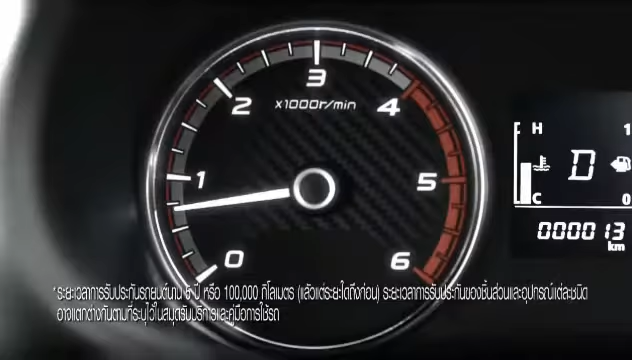 3
2
4
x1000r/min
1
5
0
6
H 1
D
C 0
000013
km
*ระยะเวลาการรับประกันรถยนต์นาน 5 ปี หรือ 100,000 กิโลเมตร (แล้วแต่ระยะใดถึงก่อน) ระยะเวลาการรับประกันของชิ้นส่วนและอุปกรณ์แต่ละชนิด
อาจแตกต่างกันตามที่ระบุไว้ในสมุดรับบริการและคู่มือการใช้รถ